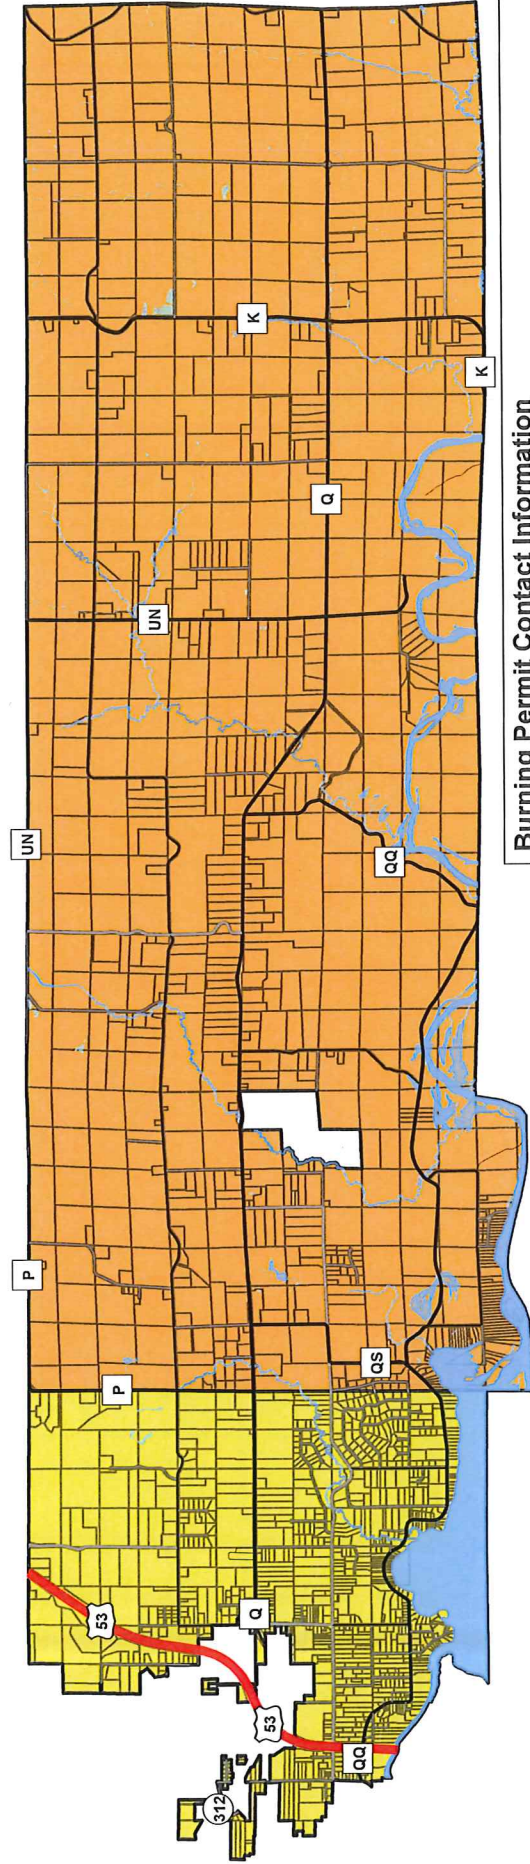 UN
P
P
53
53
312
Q
QQ
QS
QQ
UN
Q
K
K
Burning Permit Contact Information